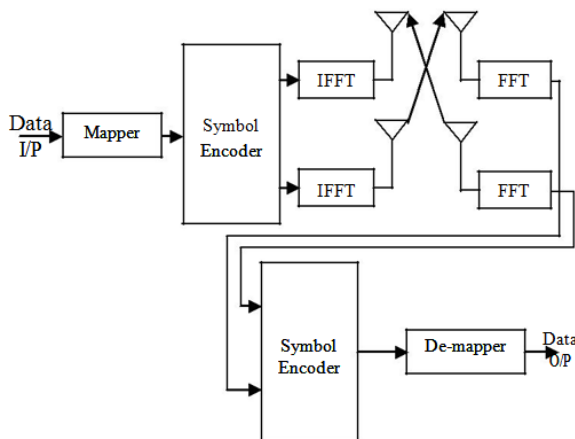 Data
I/P
Mapper
Symbol
Encoder
IFFT
IFFT
FFT
FFT
Symbol
Encoder
De-mapper
Data
O/P